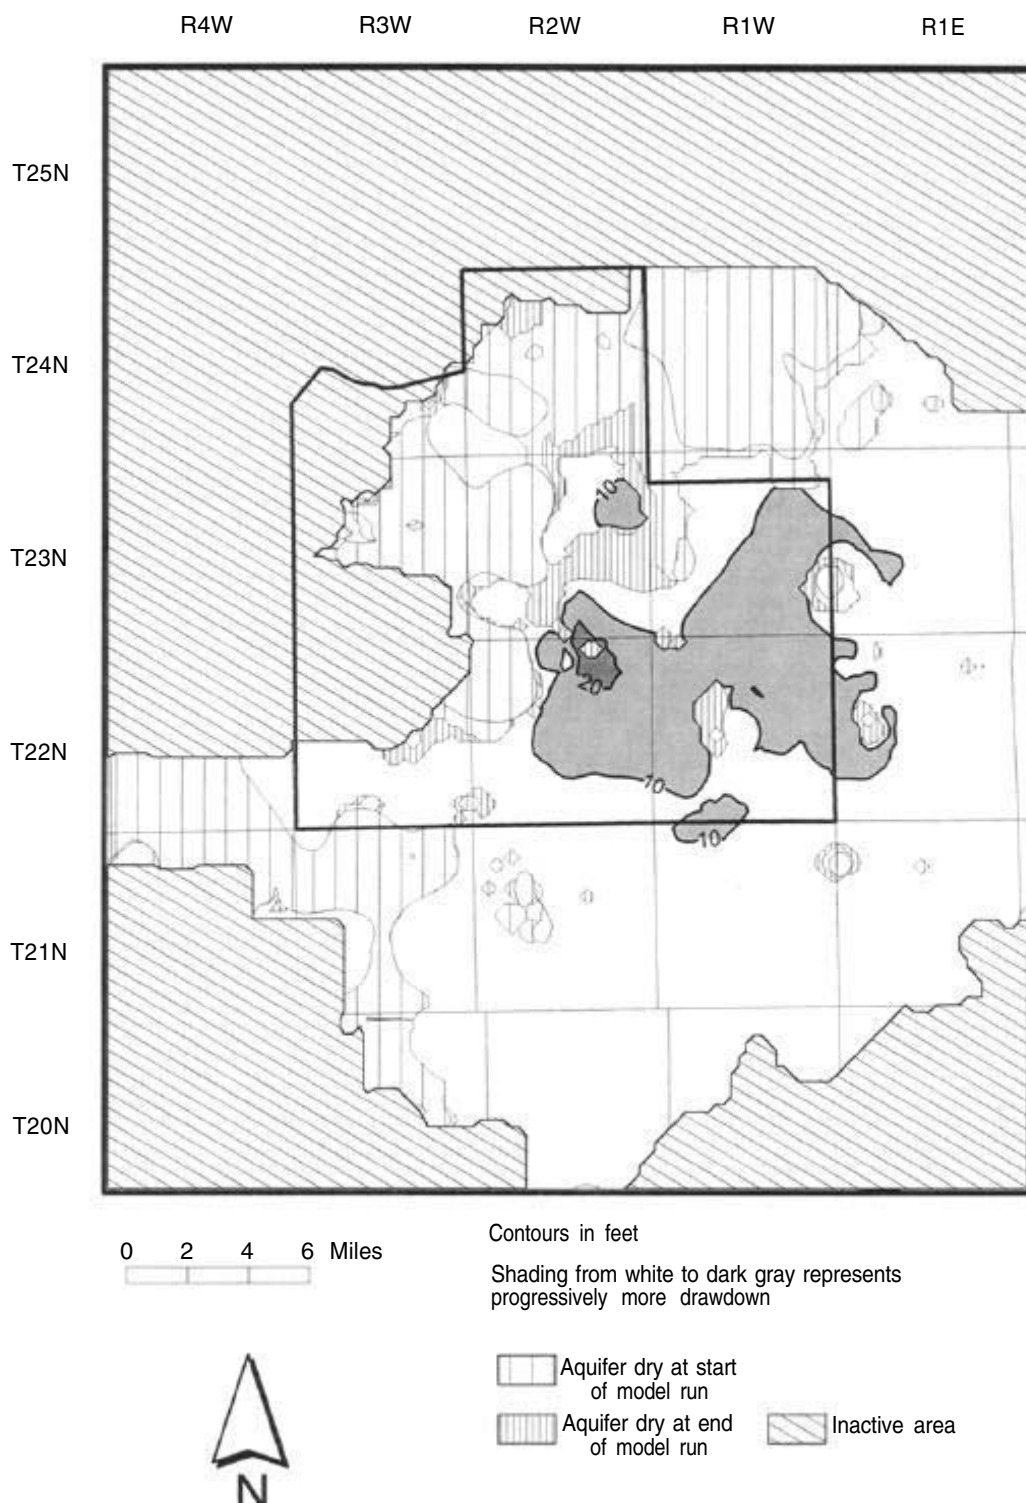 R4W R3W R2W R1W R1E
T25N
T24N
10
T23N
20
T22N
10
10
T21N
T20N
0 2 4 6 Miles
Contours in feet
Shading from white to dark gray represents
progressively more drawdown
Aquifer dry at start
of model run
Aquifer dry at end
of model run
Inactive area
N